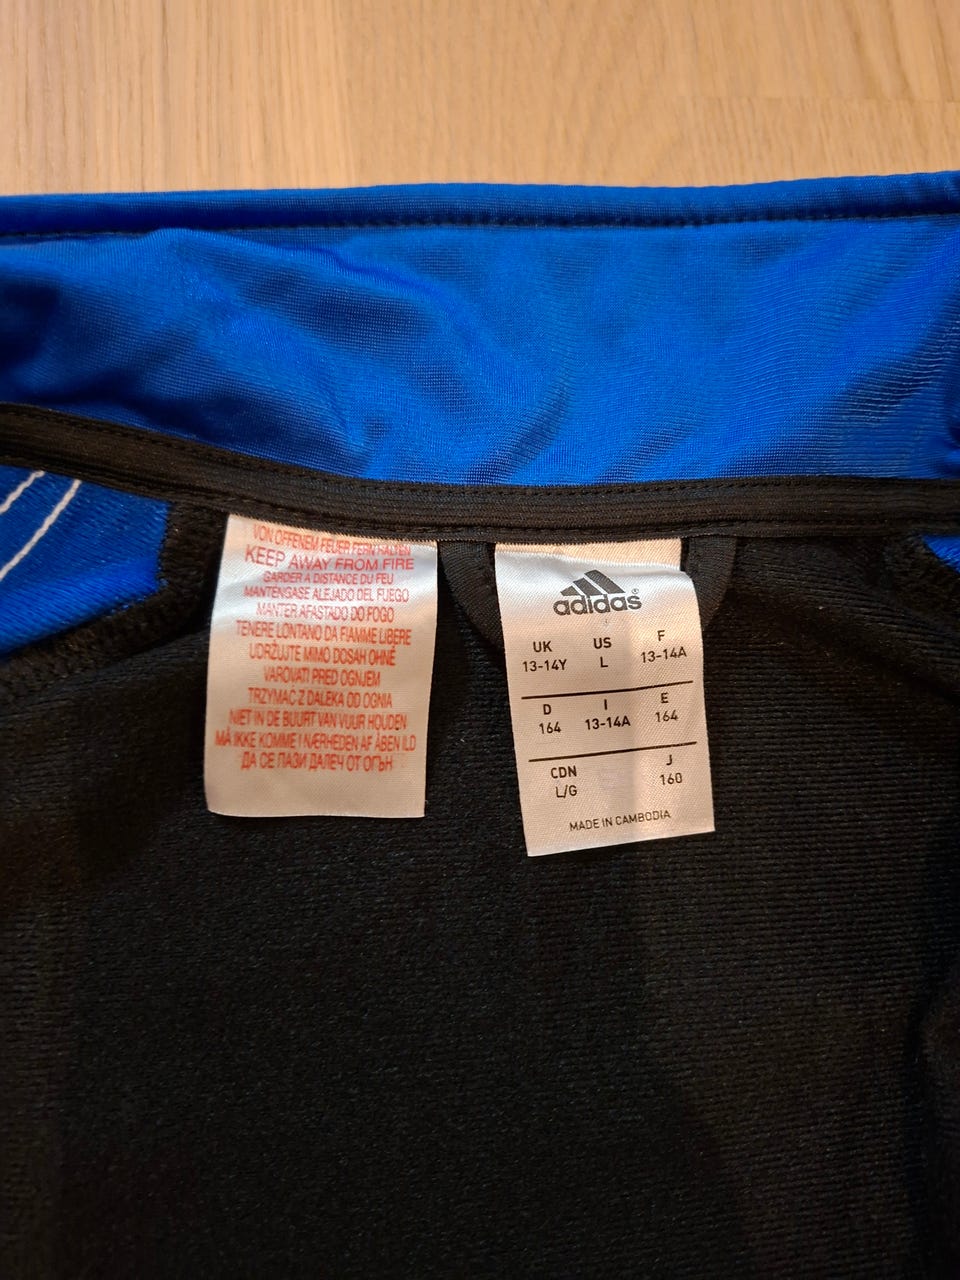 VON OFFENEM FEUER FERN HALTEN
KEEP AWAY FROM FIRE
GARDER A DISTANCE DU FEU
MANTENGASE ALEJADO DEL FUEGO
MANTER AFASTADO DO FOGO
TENERE LONTANO DA FIAMME LIBERE
UDRŽUJTE MIMO DOSAH OHNĚ
VAROVATI PRED OGNJEM
TRZYMAĆ Z DALEKA OD OGNIA
NIET IN DE BUURT VAN VUUR HOUDEN
MÅ IKKE KOMME I NÆRHEDEN AF ÅBEN ILD
ДА СЕ ПАЗИ ДАЛЕЧ ОТ ОГЪН
adidas®
UK US F
13-14Y L 13-14A
D I E
164 13-14A 164
CDN J
L/G 160
MADE IN CAMBODIA